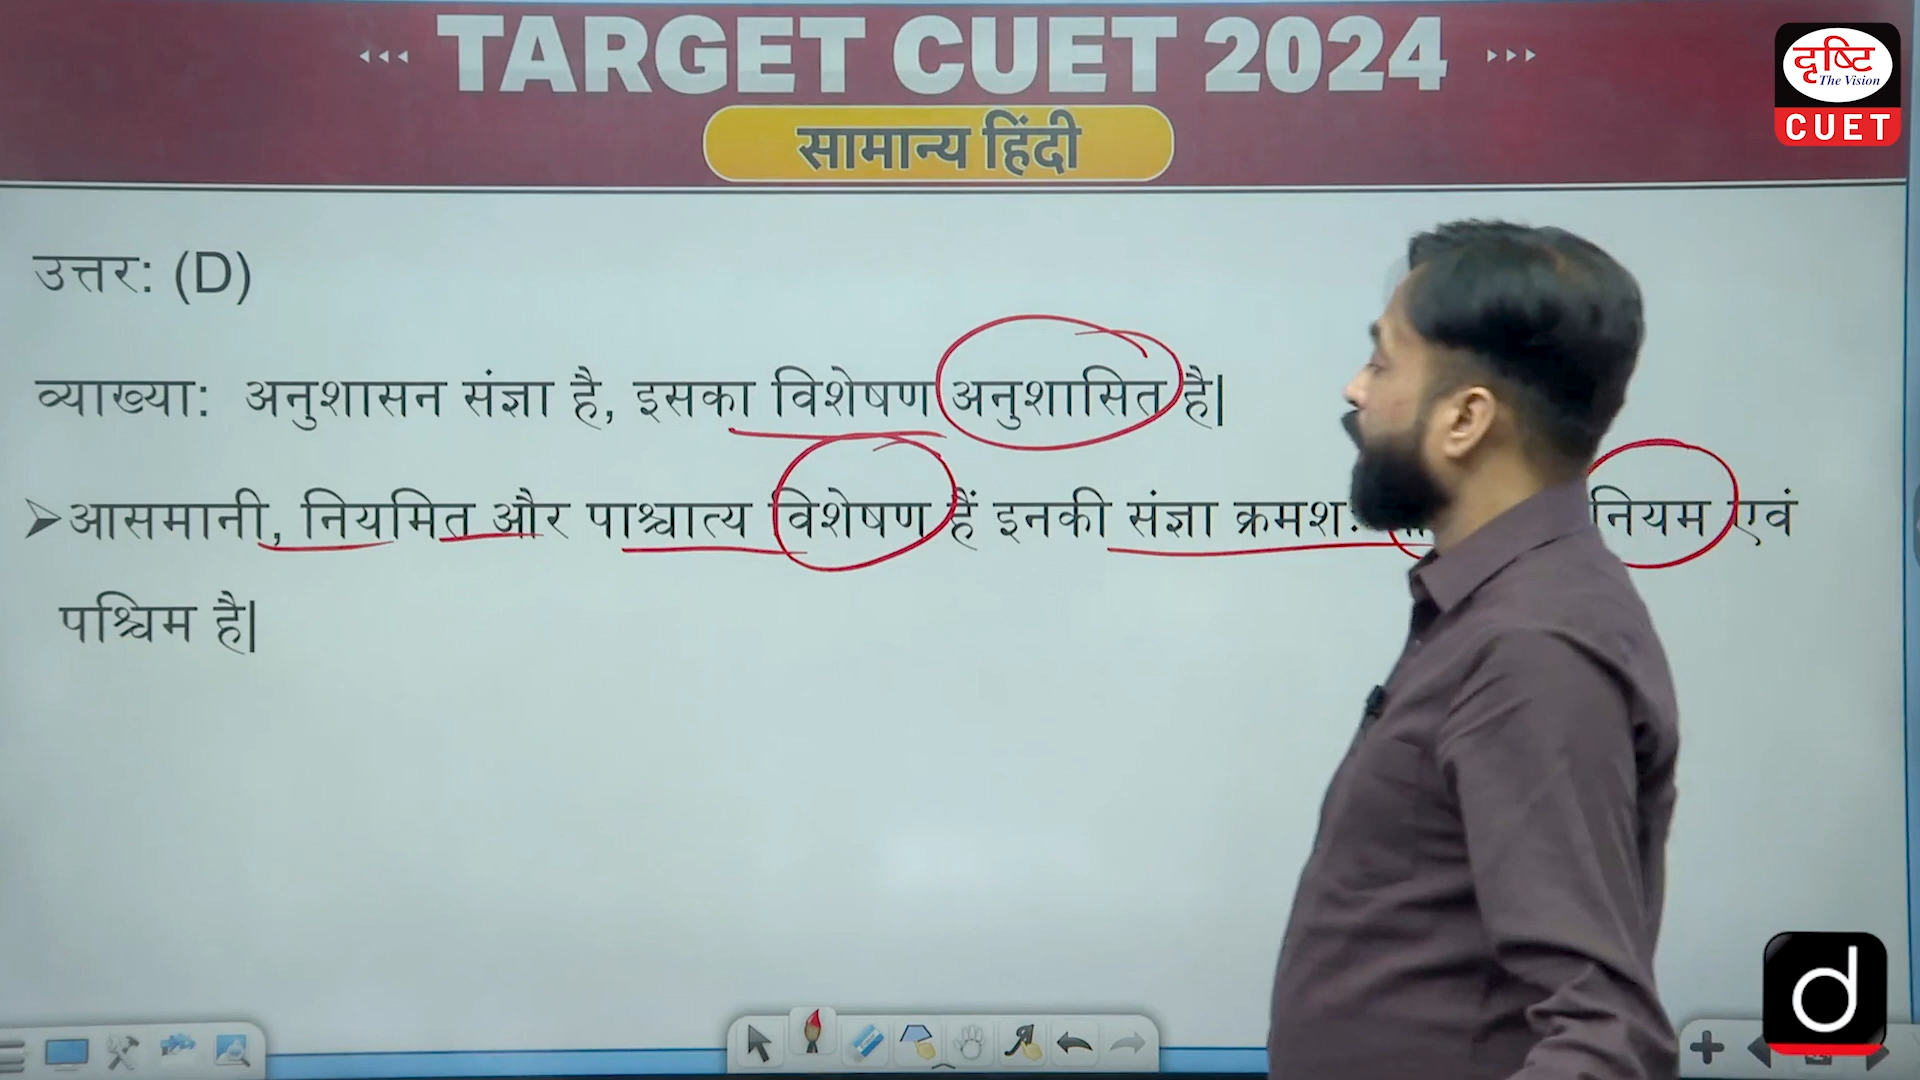 TARGET CUET 2024
सामान्य हिंदी
दृष्टि
The Vision
CUET
उत्तर: (D)
व्याख्या: अनुशासन संज्ञा है, इसका विशेषण अनुशासित है|
➤आसमानी, नियमित और पाश्चात्य विशेषण हैं इनकी संज्ञा क्रमश: नियम एवं
पश्चिम है|
d